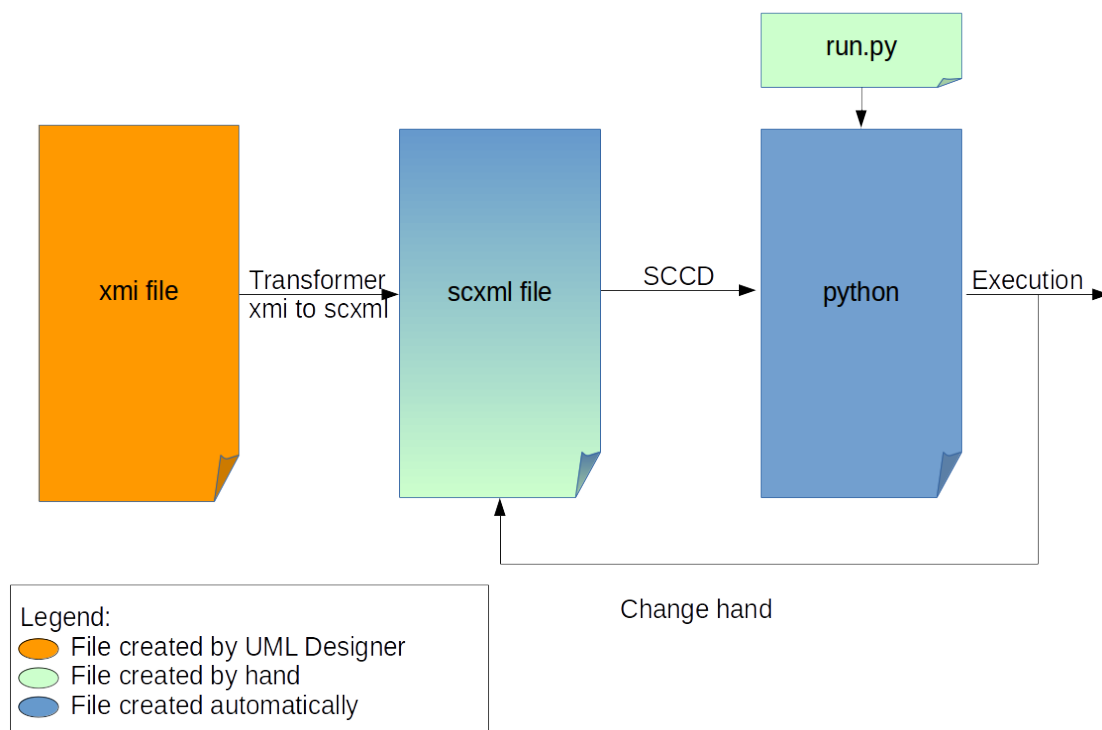 run.py
xmi file
Transformer
xmi to scxml
scxml file
SCCD
python
Execution
Change hand
Legend:
File created by UML Designer
File created by hand
File created automatically